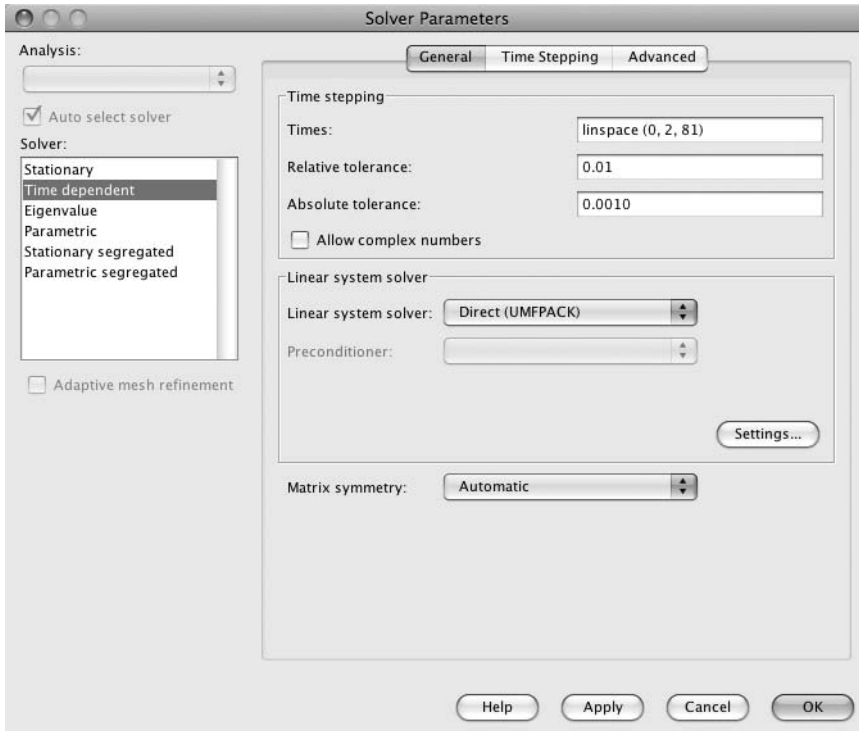 Solver Parameters
Analysis:
Auto select solver
Solver:
Stationary
Time dependent
Eigenvalue
Parametric
Stationary segregated
Parametric segregated
Adaptive mesh refinement
General Time Stepping Advanced
Time stepping
Times: linspace (0, 2, 81)
Relative tolerance: 0.01
Absolute tolerance: 0.0010
Allow complex numbers
Linear system solver
Linear system solver: Direct (UMFPACK)
Preconditioner:
Settings...
Matrix symmetry: Automatic
Help Apply Cancel OK